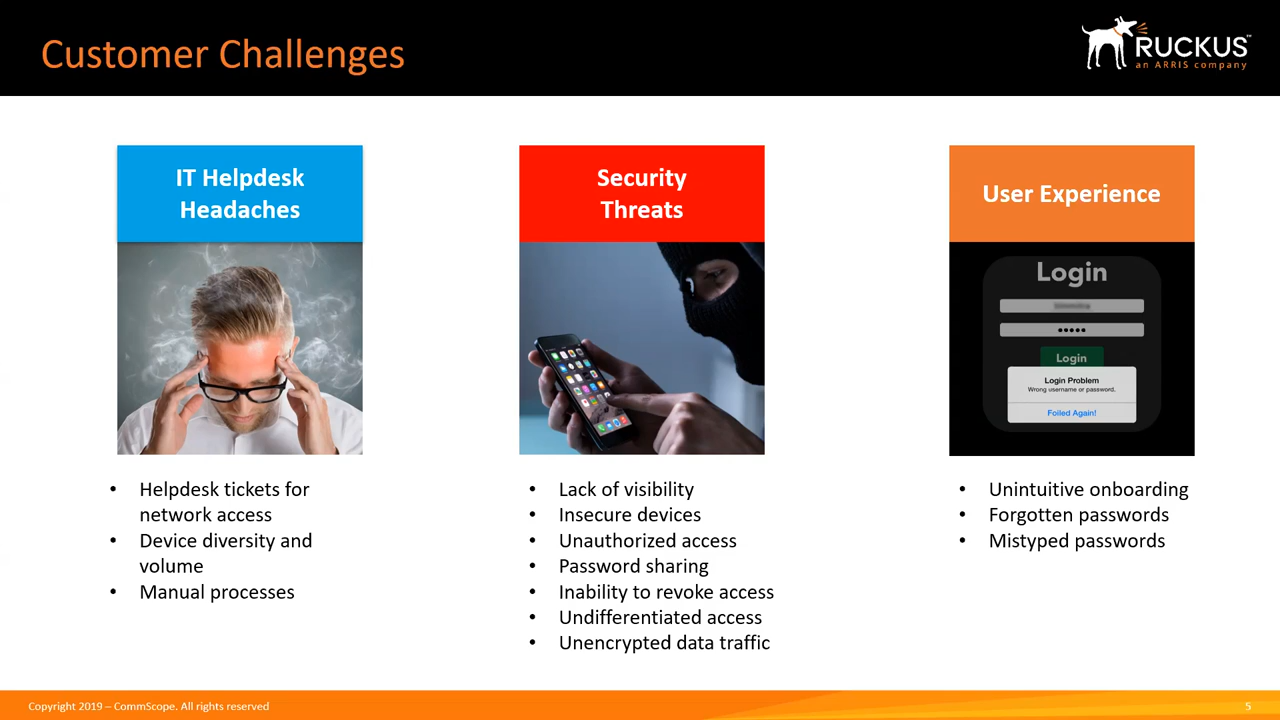 Customer Challenges
RUCKUS™
an ARRIS company
IT Helpdesk
Headaches
• Helpdesk tickets for
network access
• Device diversity and
volume
• Manual processes
Security
Threats
• Lack of visibility
• Insecure devices
• Unauthorized access
• Password sharing
• Inability to revoke access
• Undifferentiated access
• Unencrypted data traffic
User Experience
Login
•••••
Login
Login Problem
Wrong username or password.
Foiled Again!
• Unintuitive onboarding
• Forgotten passwords
• Mistyped passwords
Copyright 2019 – CommScope. All rights reserved
5